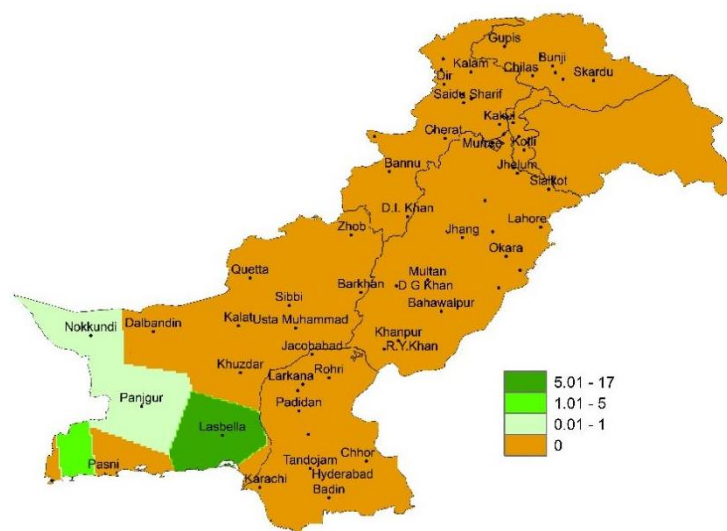 Gupis
Kalam
Bunji
Chilas
Skardu
Dir
Saidu Sharif
Kakul
Cherat
Murree
Kotli
Bannu
Jhelum
Sialkot
D.I. Khan
Zhob
Jhang
Lahore
Okara
Quetta
Multan
Barkhan
D G Khan
Sibbi
Bahawalpur
Nokkundi
Dalbandin
Kalat
Usta Muhammad
Khanpur
R.Y.Khan
Jacobabad
Khuzdar
Larkana
Rohri
Panjgur
Padidan
Lasbella
Chhor
Pasni
Tandojam
Hyderabad
Karachi
Badin
5.01 - 17
1.01 - 5
0.01 - 1
0